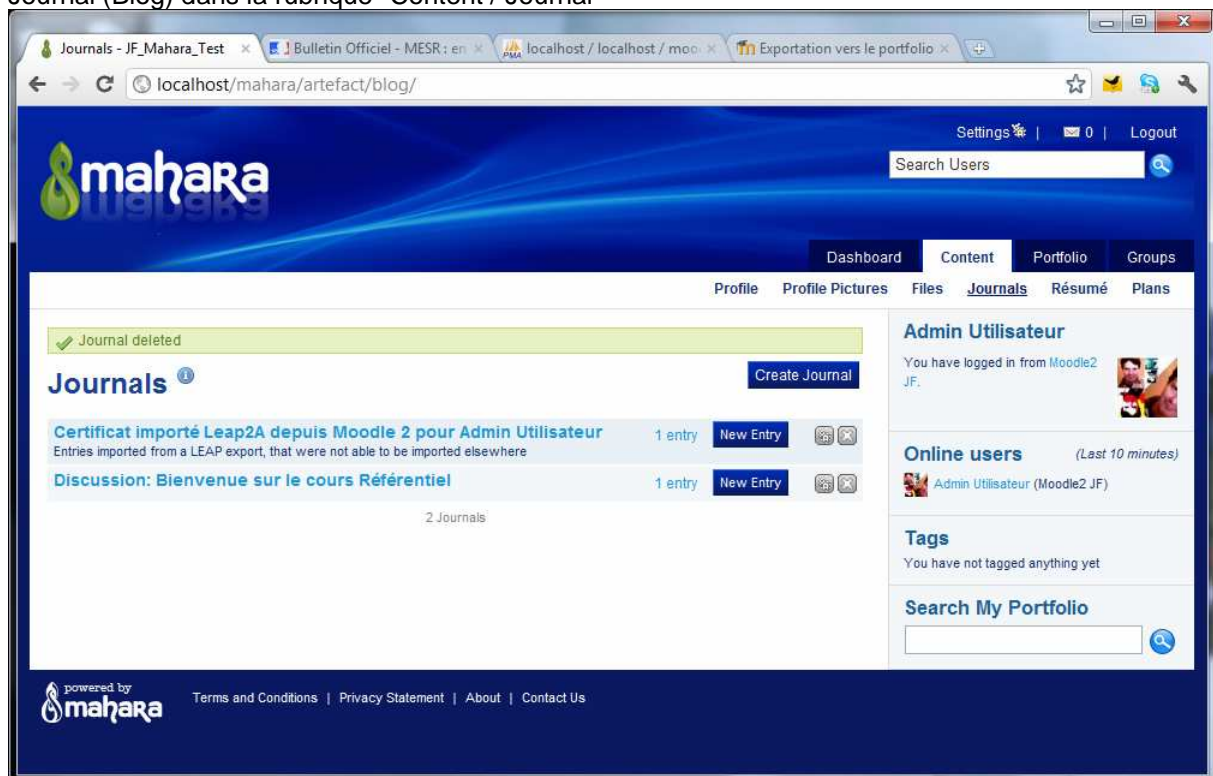 Journal (Blog) dans la rubrique "Content / Journal"
Journals - JF_Mahara_Test
Bulletin Officiel - MESR : en
localhost / localhost / moo
Exportation vers le portfolio
localhost/mahara/artefact/blog/
Settings | 0 | Logout
mahara
Search Users
Dashboard Content Portfolio Groups
Profile Profile Pictures Files Journals Résumé Plans
Journal deleted
Journals
Create Journal
Certificat importé Leap2A depuis Moodle 2 pour Admin Utilisateur
1 entry New Entry
Entries imported from a LEAP export, that were not able to be imported elsewhere
Discussion: Bienvenue sur le cours Référentiel
1 entry New Entry
2 Journals
Admin Utilisateur
You have logged in from Moodle2
JF.
Online users (Last 10 minutes)
Admin Utilisateur (Moodle2 JF)
Tags
You have not tagged anything yet
Search My Portfolio
powered by
mahara
Terms and Conditions | Privacy Statement | About | Contact Us